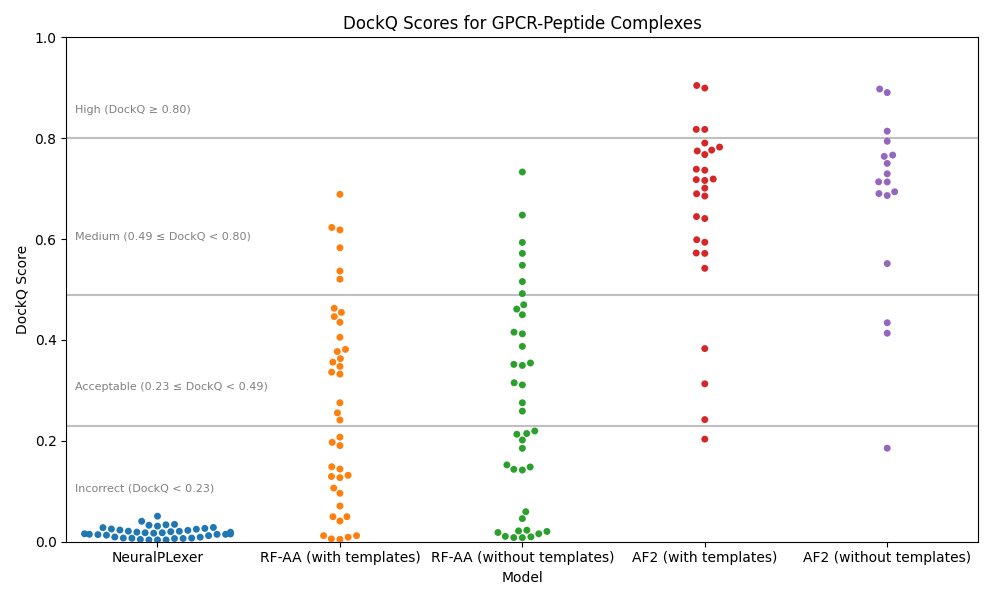 DockQ Scores for GPCR-Peptide Complexes
1.0
High (DockQ ≥ 0.80)
0.8
Medium (0.49 ≤ DockQ < 0.80)
0.6
DockQ Score
0.4
Acceptable (0.23 ≤ DockQ < 0.49)
0.2
Incorrect (DockQ < 0.23)
0.0
NeuralPLexer RF-AA (with templates) RF-AA (without templates) AF2 (with templates) AF2 (without templates)
Model